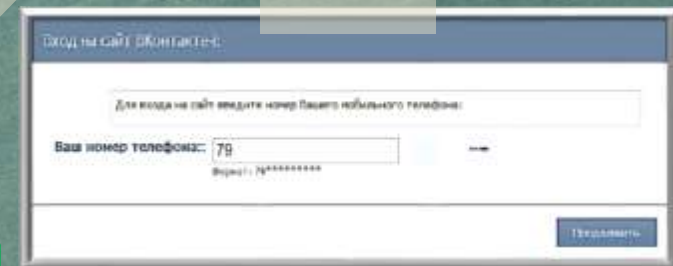 Вход на сайт ВКонтакте:
Для входа на сайт введите номер Вашего мобильного телефона:
Ваш номер телефона:: 79
Формат: 79*********
Продолжить